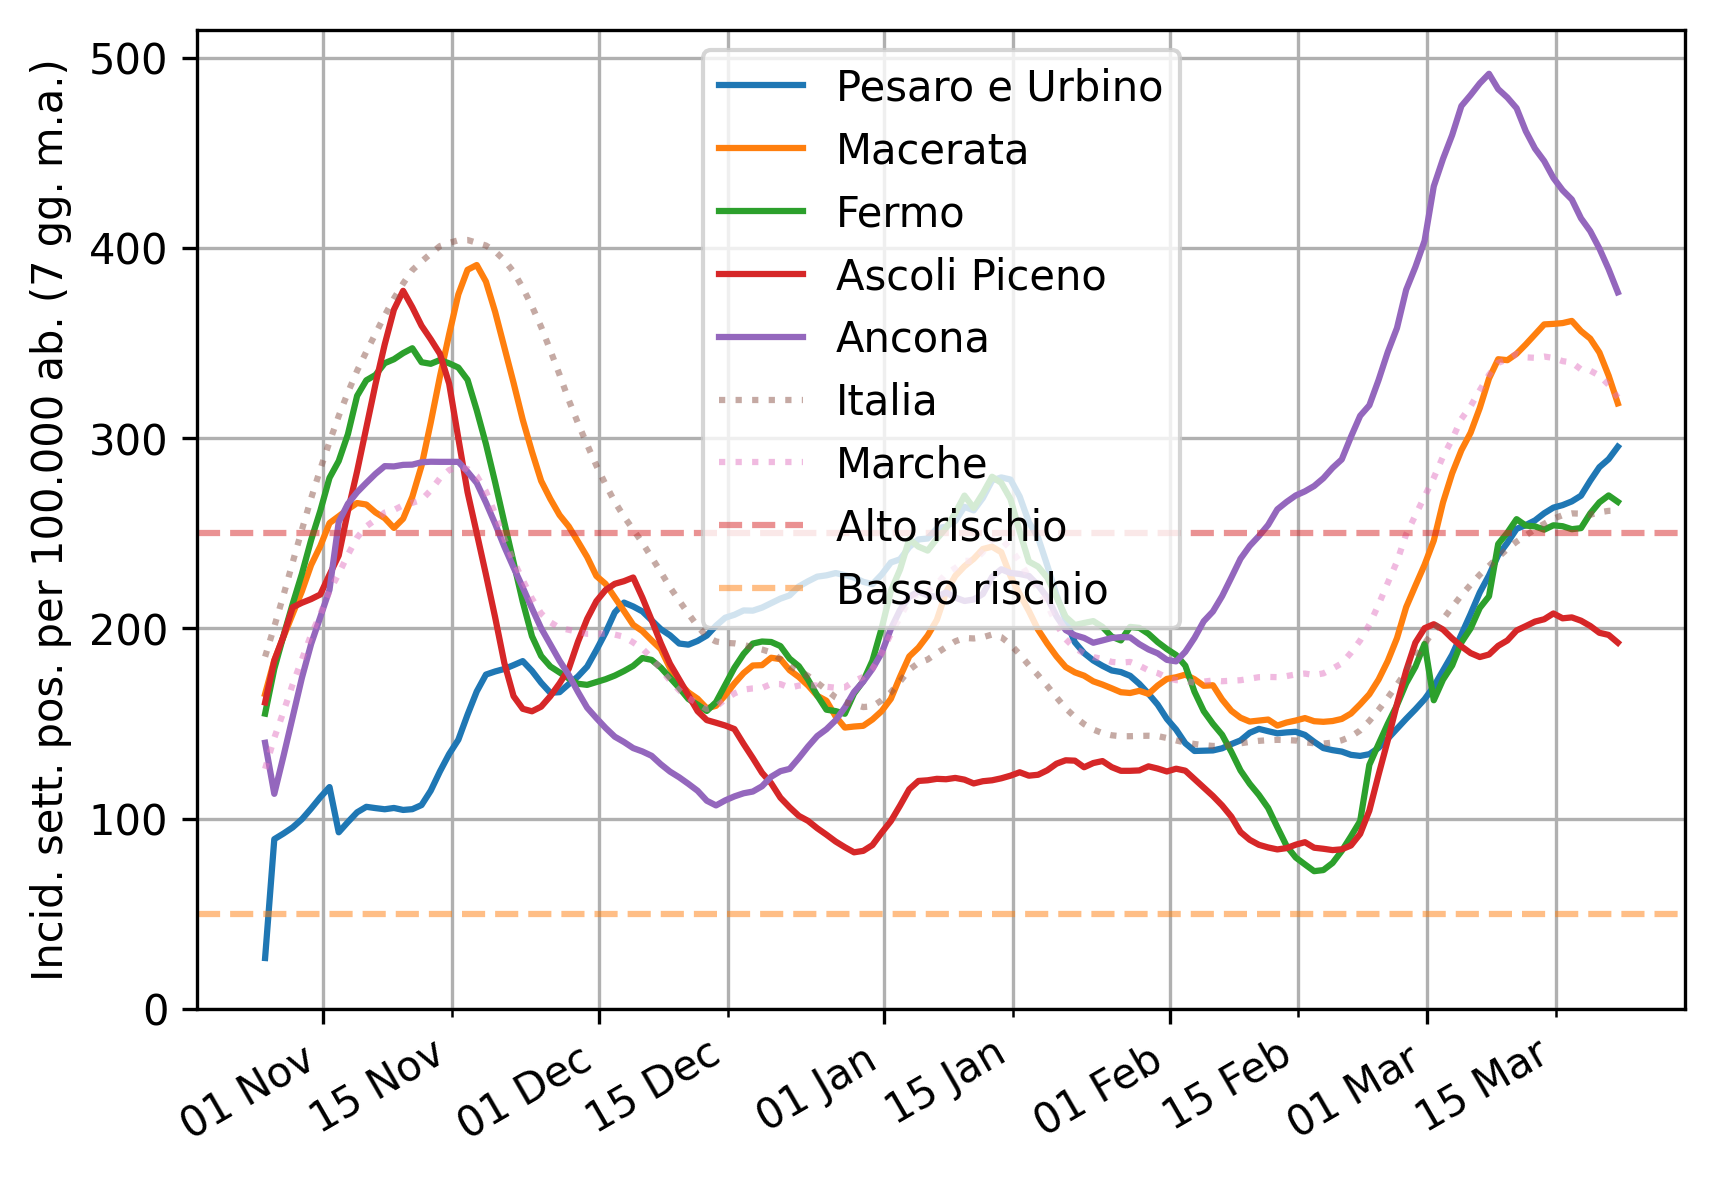 Incid. sett. pos. per 100.000 ab. (7 gg. m.a.)
500
400
300
200
100
0
Pesaro e Urbino
Macerata
Fermo
Ascoli Piceno
Ancona
Italia
Marche
Alto rischio
Basso rischio
01 Nov
15 Nov
01 Dec
15 Dec
01 Jan
15 Jan
01 Feb
15 Feb
01 Mar
15 Mar